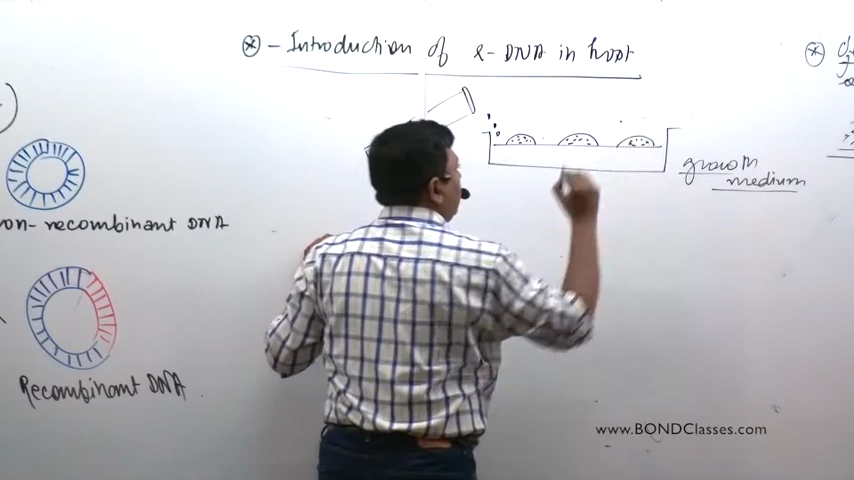 * - Introduction of r-DNA in host
growth
medium
non-recombinant DNA
Recombinant DNA
www.BONDClasses.com